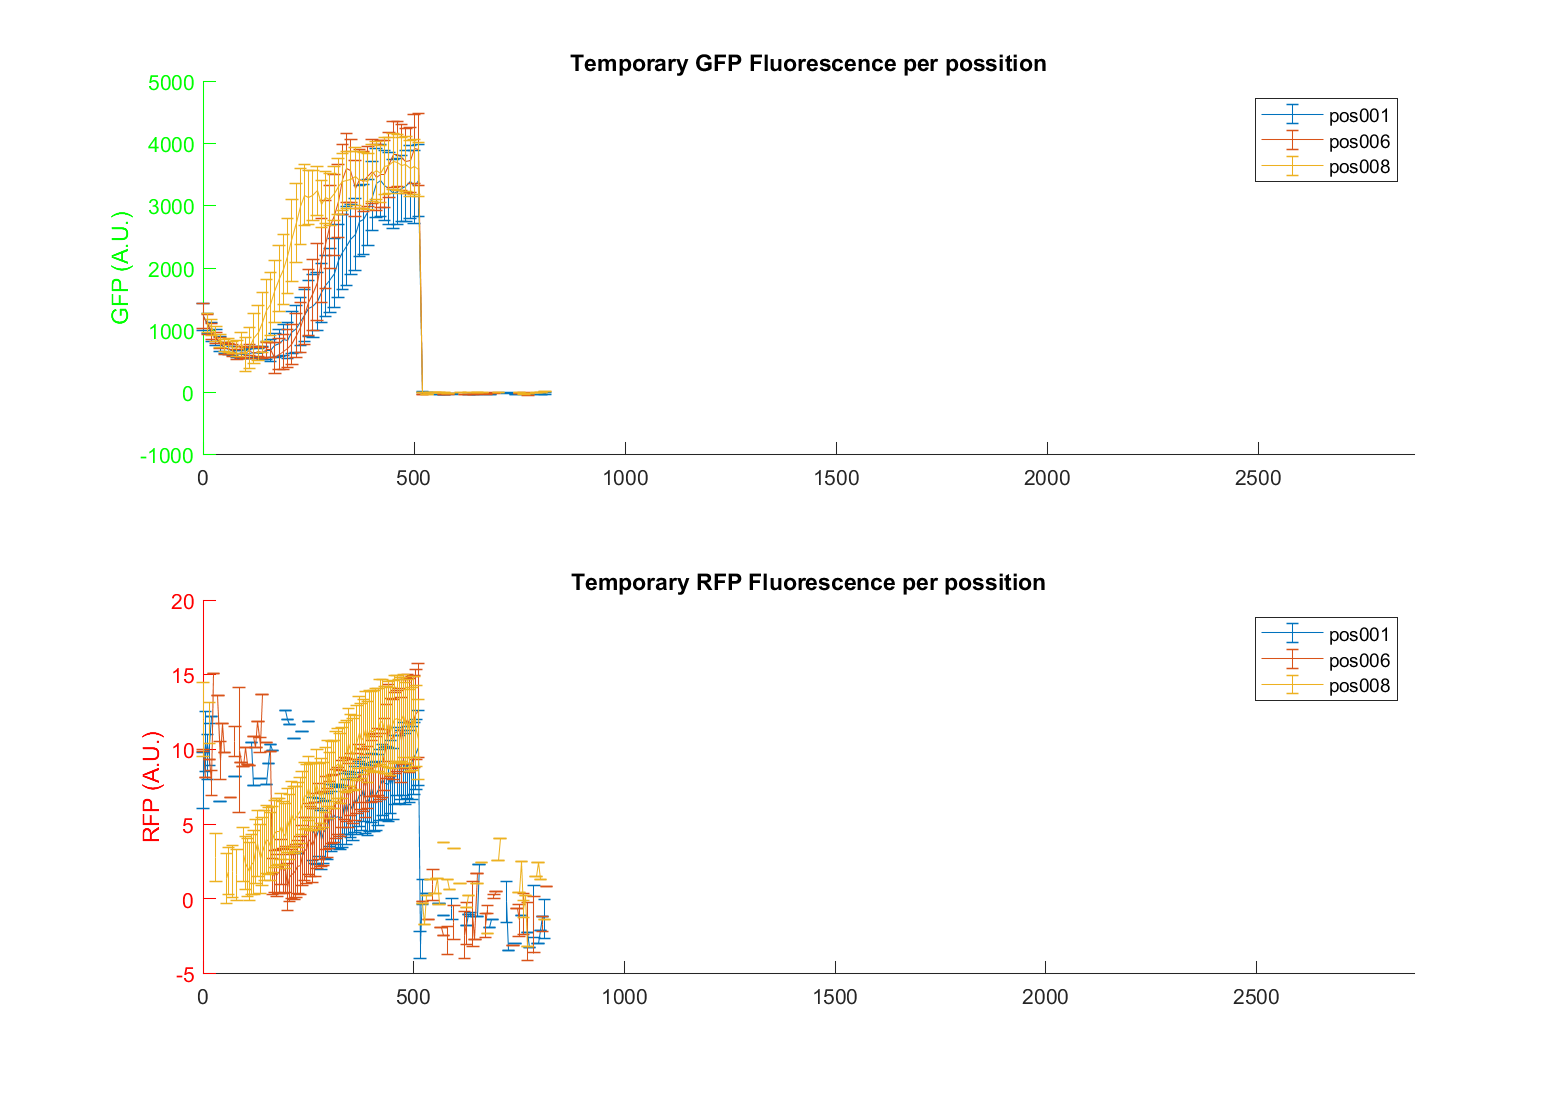 Temporary GFP Fluorescence per possition
5000
4000
3000
2000
1000
0
-1000
GFP (A.U.)
0 500 1000 1500 2000 2500
pos001
pos006
pos008
Temporary RFP Fluorescence per possition
20
15
10
5
0
-5
RFP (A.U.)
0 500 1000 1500 2000 2500
pos001
pos006
pos008